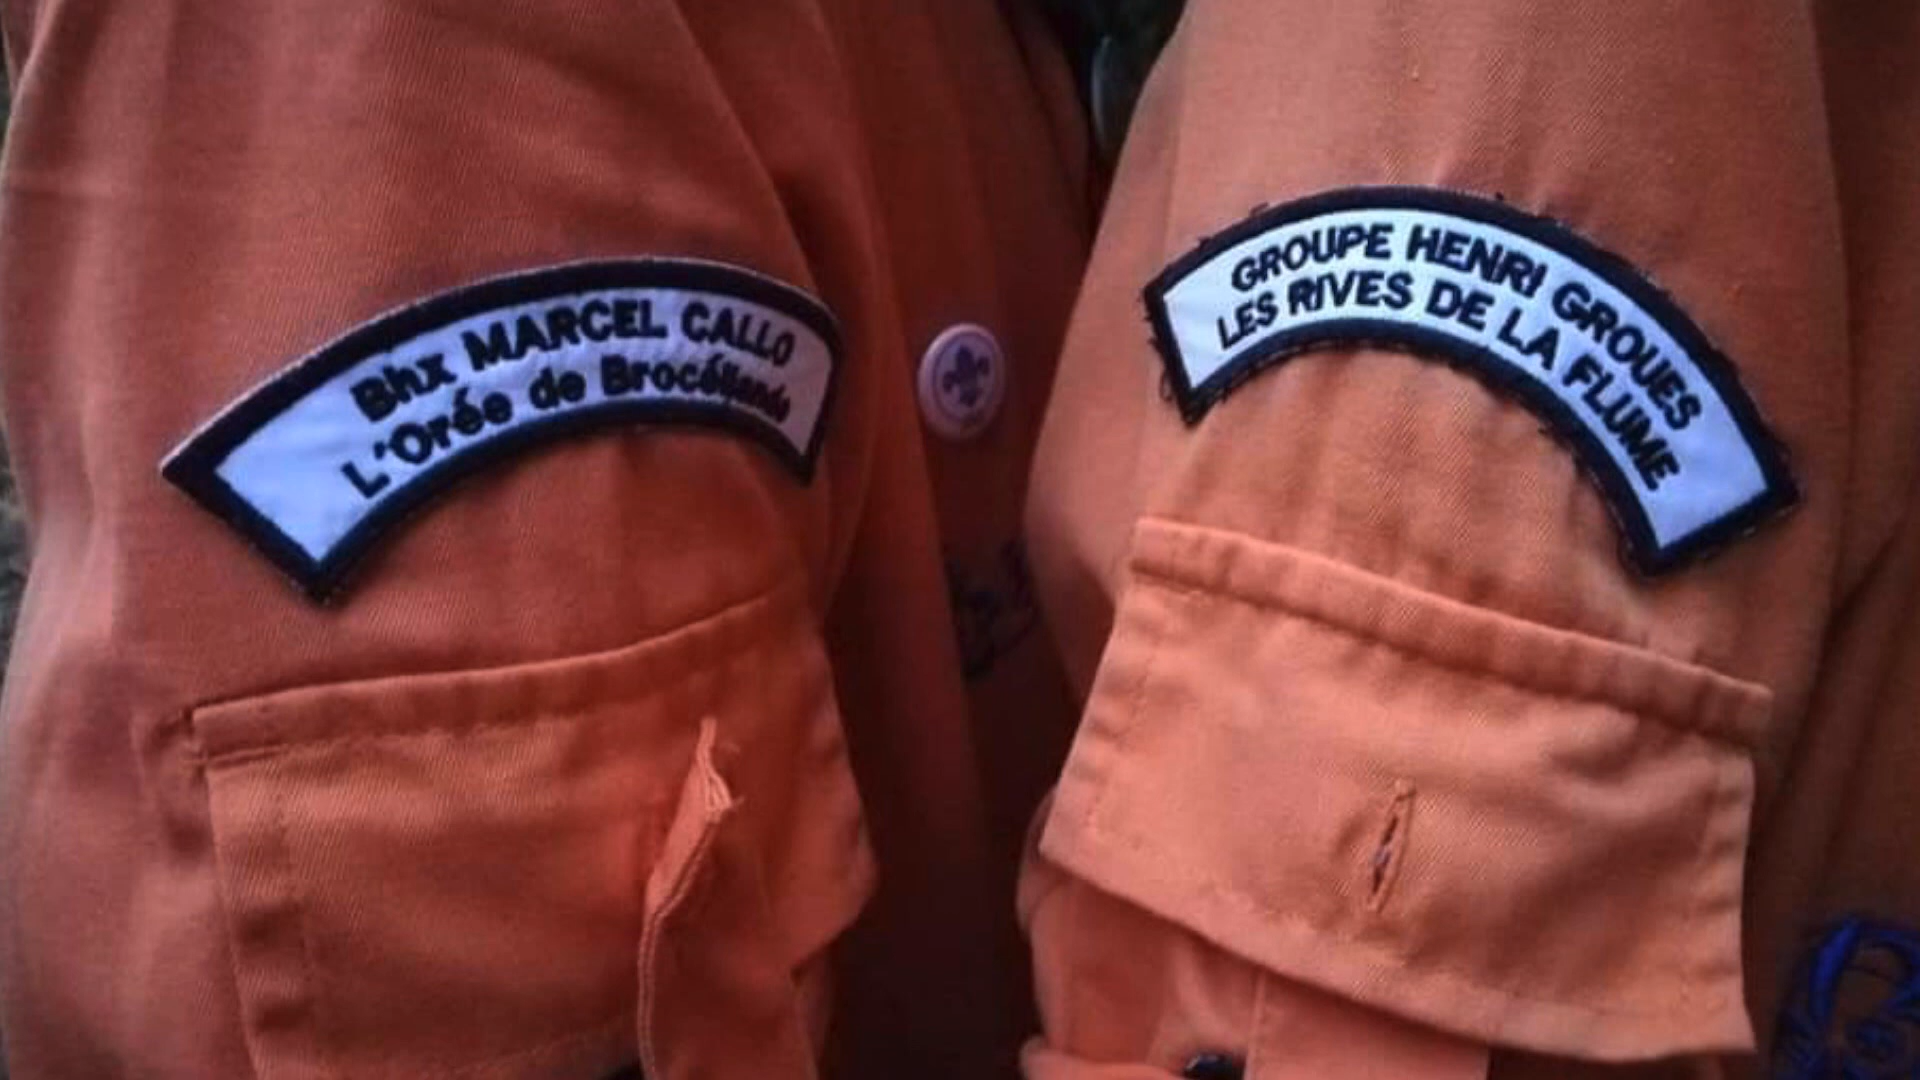 Bhx MARCEL CALLO
L'Orée de Brocéliande
GROUPE HENRI GROUES
LES RIVES DE LA FLUME